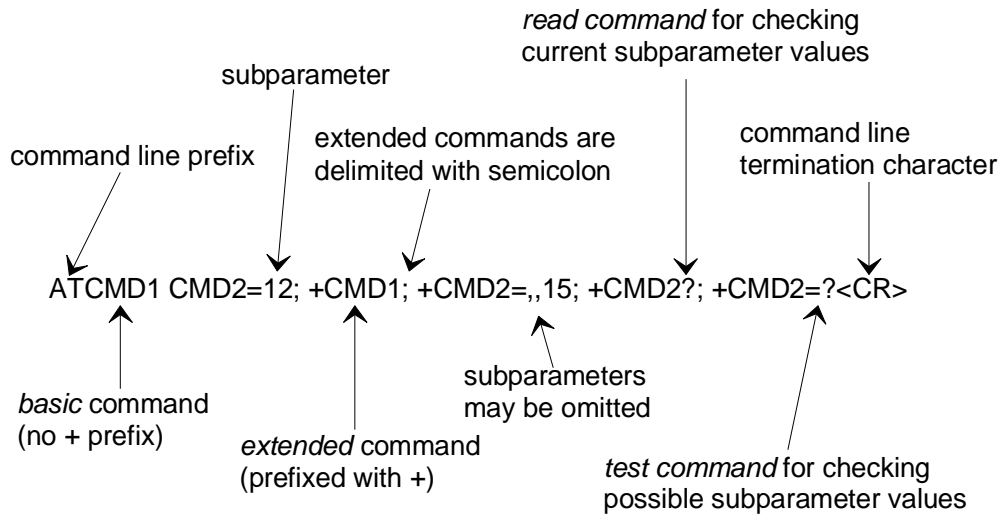 read command for checking
current subparameter values
subparameter
extended commands are
delimited with semicolon
command line
termination character
command line prefix
ATCMD1 CMD2=12; +CMD1; +CMD2=,,15; +CMD2?; +CMD2=?<CR>
basic command
(no + prefix)
extended command
(prefixed with +)
subparameters
may be omitted
test command for checking
possible subparameter values